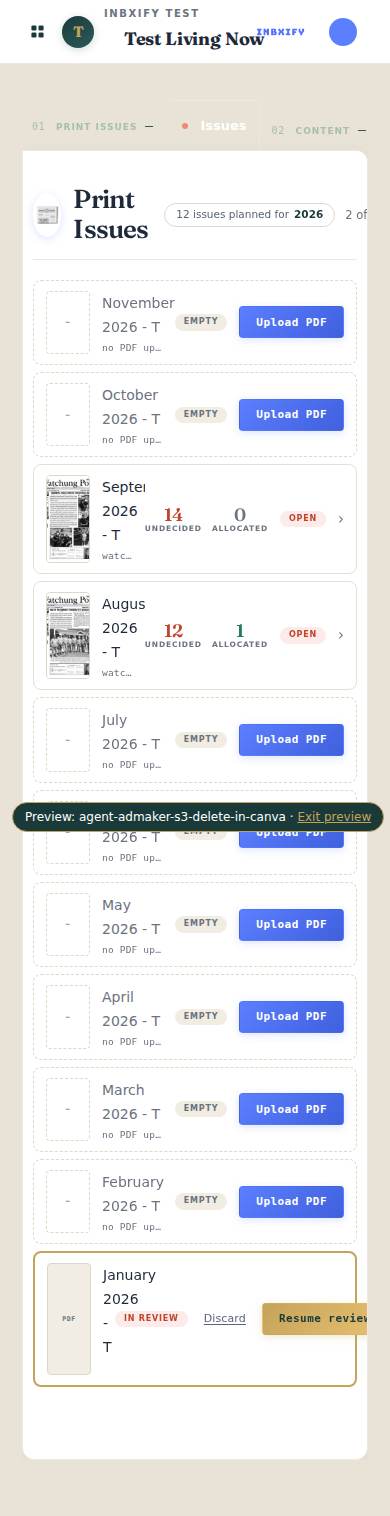 INBXIFY TEST
Test Living Now
INBXIFY
T
01 PRINT ISSUES —
Issues
02 CONTENT —
Print Issues
12 issues planned for 2026
2 of
November 2026 - T
no PDF up…
EMPTY
Upload PDF
October 2026 - T
no PDF up…
EMPTY
Upload PDF
2026 - T
watc…
14 UNDECIDED
0 ALLOCATED
OPEN
›
Augus
2026 - T
watc…
12 UNDECIDED
1 ALLOCATED
OPEN
›
July 2026 - T
no PDF up…
EMPTY
Upload PDF
Preview: agent-admaker-s3-delete-in-canva · Exit preview
2026 - T
no PDF up…
Upload PDF
May 2026 - T
no PDF up…
EMPTY
Upload PDF
April 2026 - T
no PDF up…
EMPTY
Upload PDF
March 2026 - T
no PDF up…
EMPTY
Upload PDF
February 2026 - T
no PDF up…
EMPTY
Upload PDF
PDF
January 2026 - T
IN REVIEW
Discard
Resume review